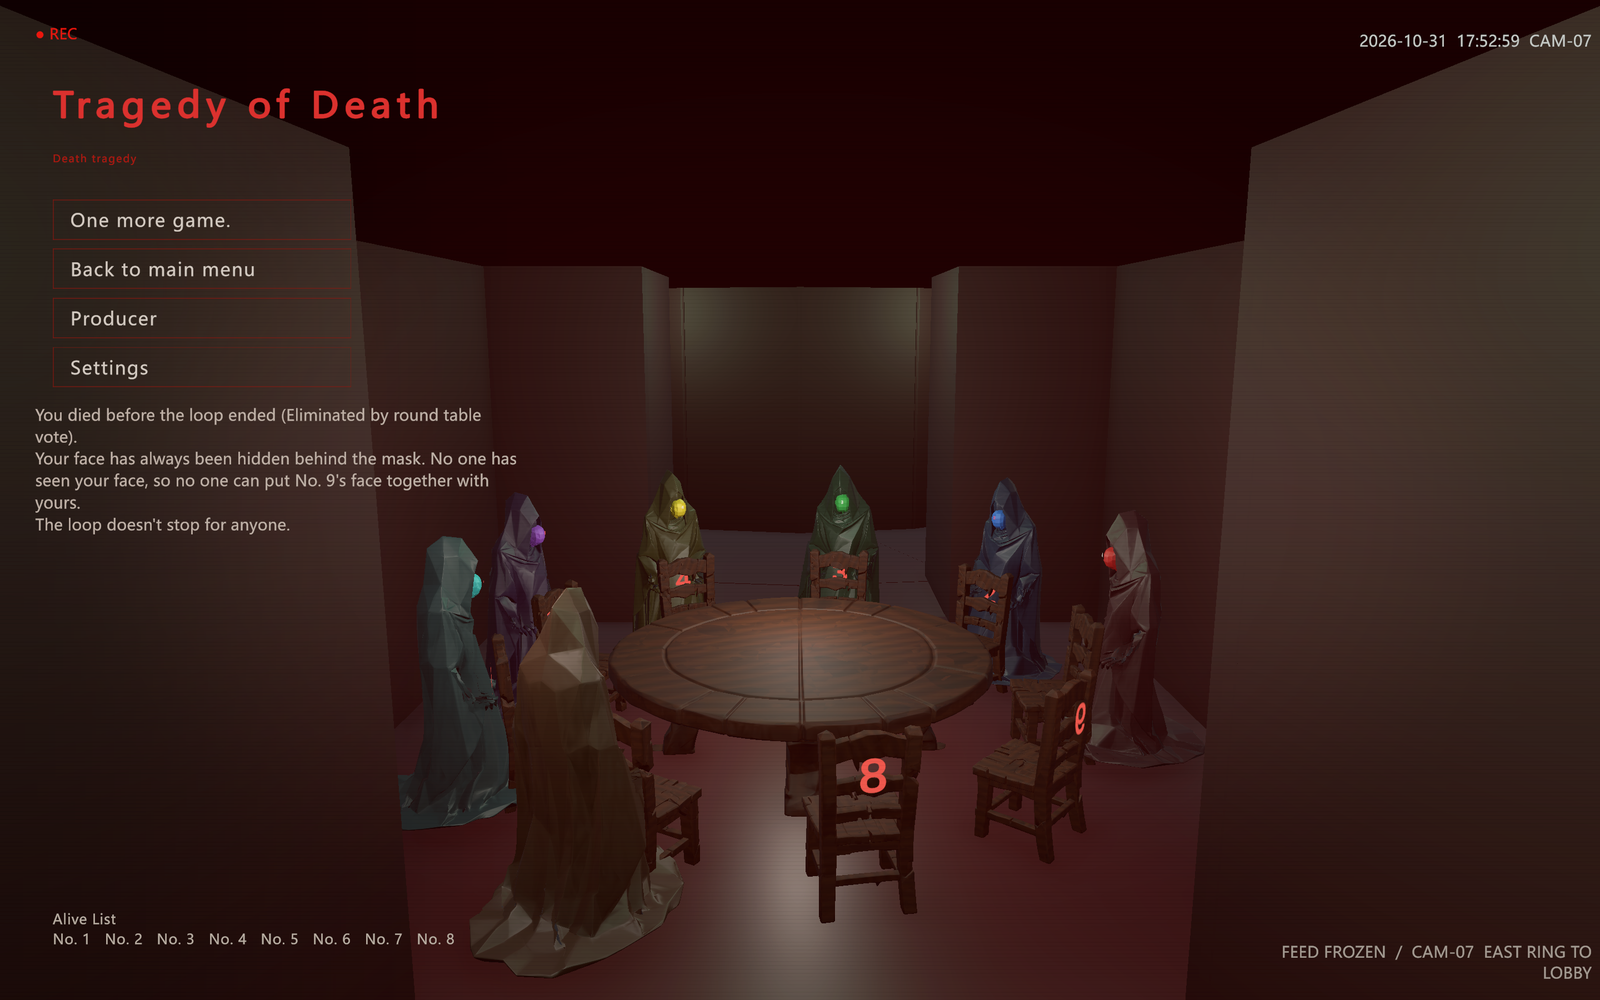 ● REC
2026-10-31 17:52:59 CAM-07
Tragedy of Death
Death tragedy
One more game.
Back to main menu
Producer
Settings
You died before the loop ended (Eliminated by round table
vote).
Your face has always been hidden behind the mask. No one has
seen your face, so no one can put No. 9's face together with
yours.
The loop doesn't stop for anyone.
8
9
Alive List
No. 1 No. 2 No. 3 No. 4 No. 5 No. 6 No. 7 No. 8
FEED FROZEN / CAM-07 EAST RING TO
LOBBY